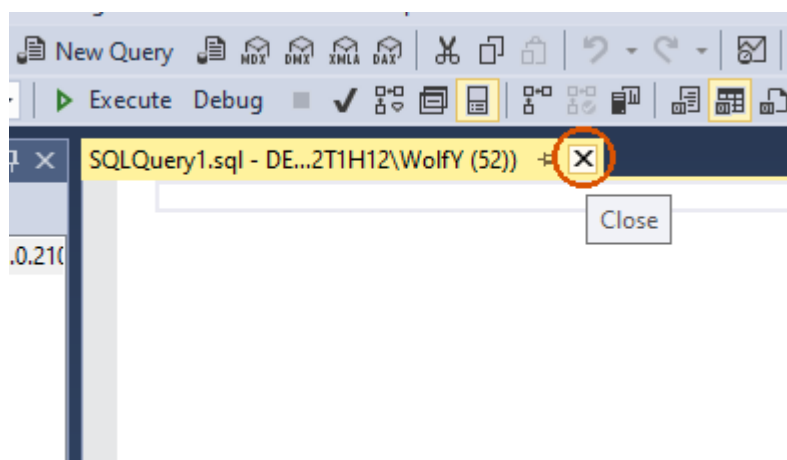 New Query MDX DMX XMLA DAX
Execute Debug
SQLQuery1.sql - DE...2T1H12\WolfY (52))
Close
.0.210